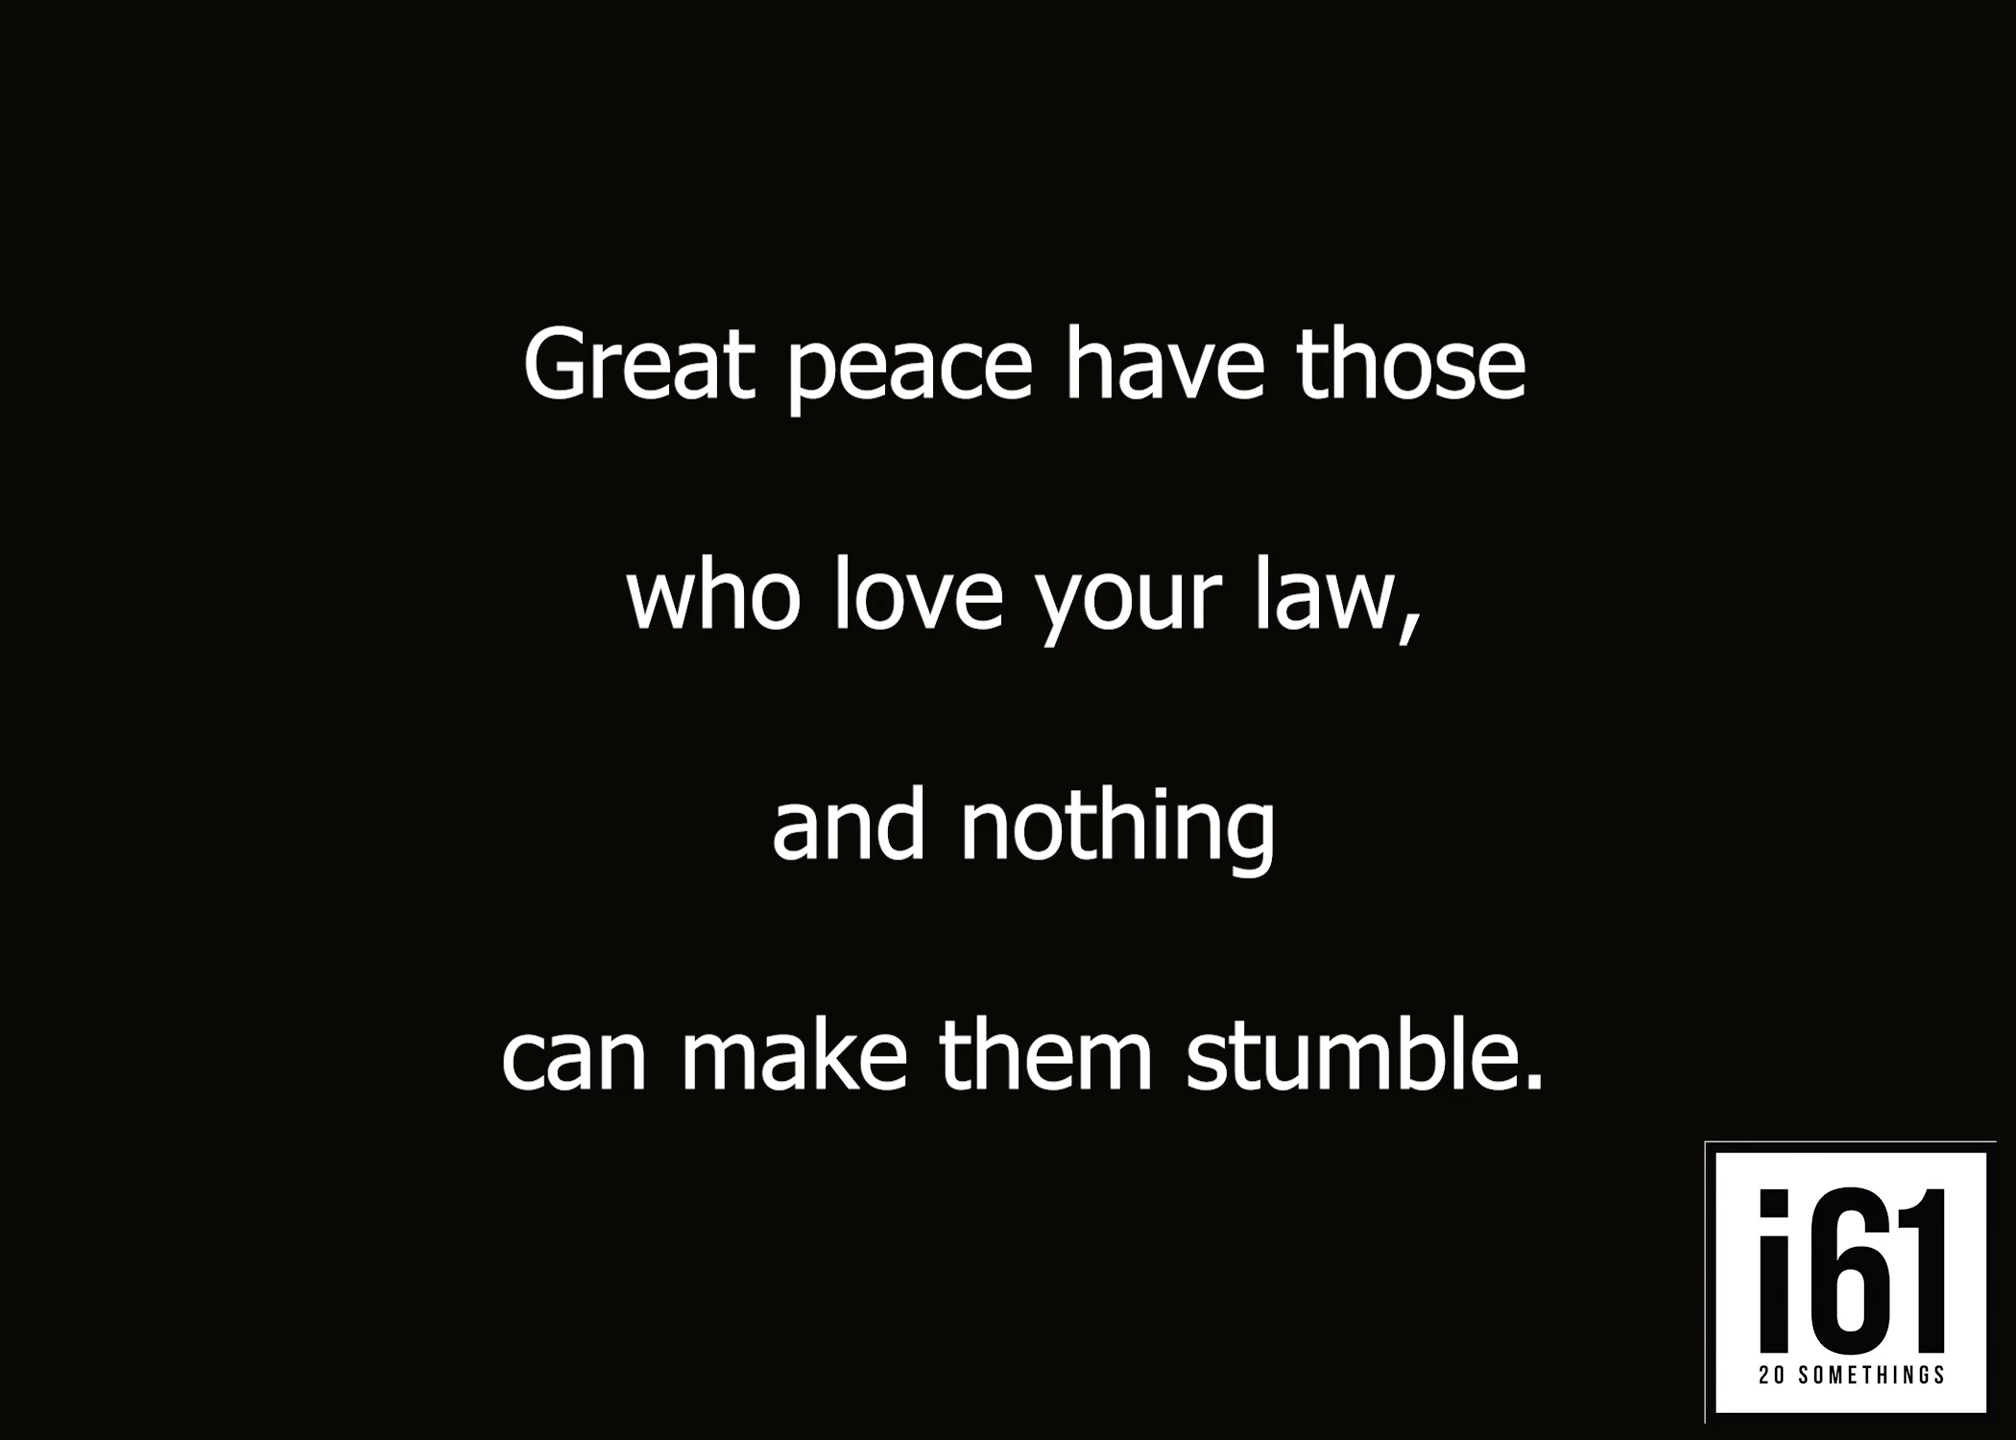 Great peace have those
who love your law,
and nothing
can make them stumble.
i61
20 SOMETHINGS